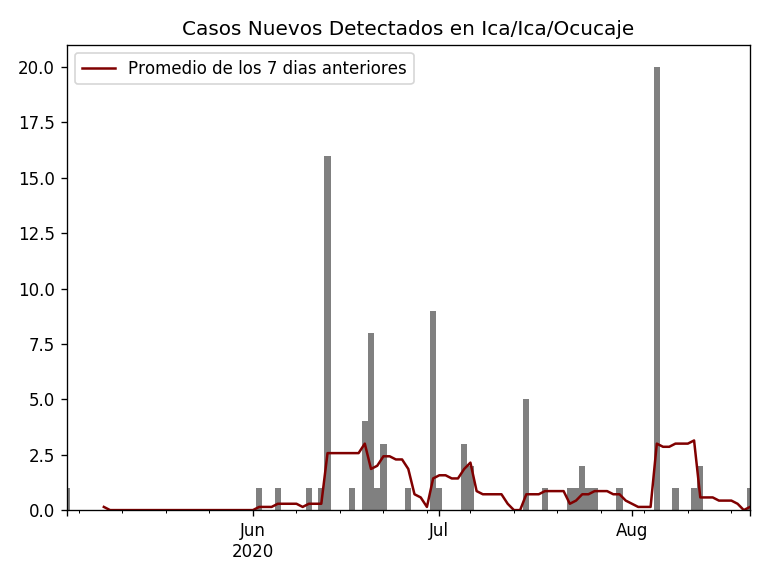 Casos Nuevos Detectados en Ica/Ica/Ocucaje
Promedio de los 7 dias anteriores
20.0
17.5
15.0
12.5
10.0
7.5
5.0
2.5
0.0
Jun
2020
Jul
Aug